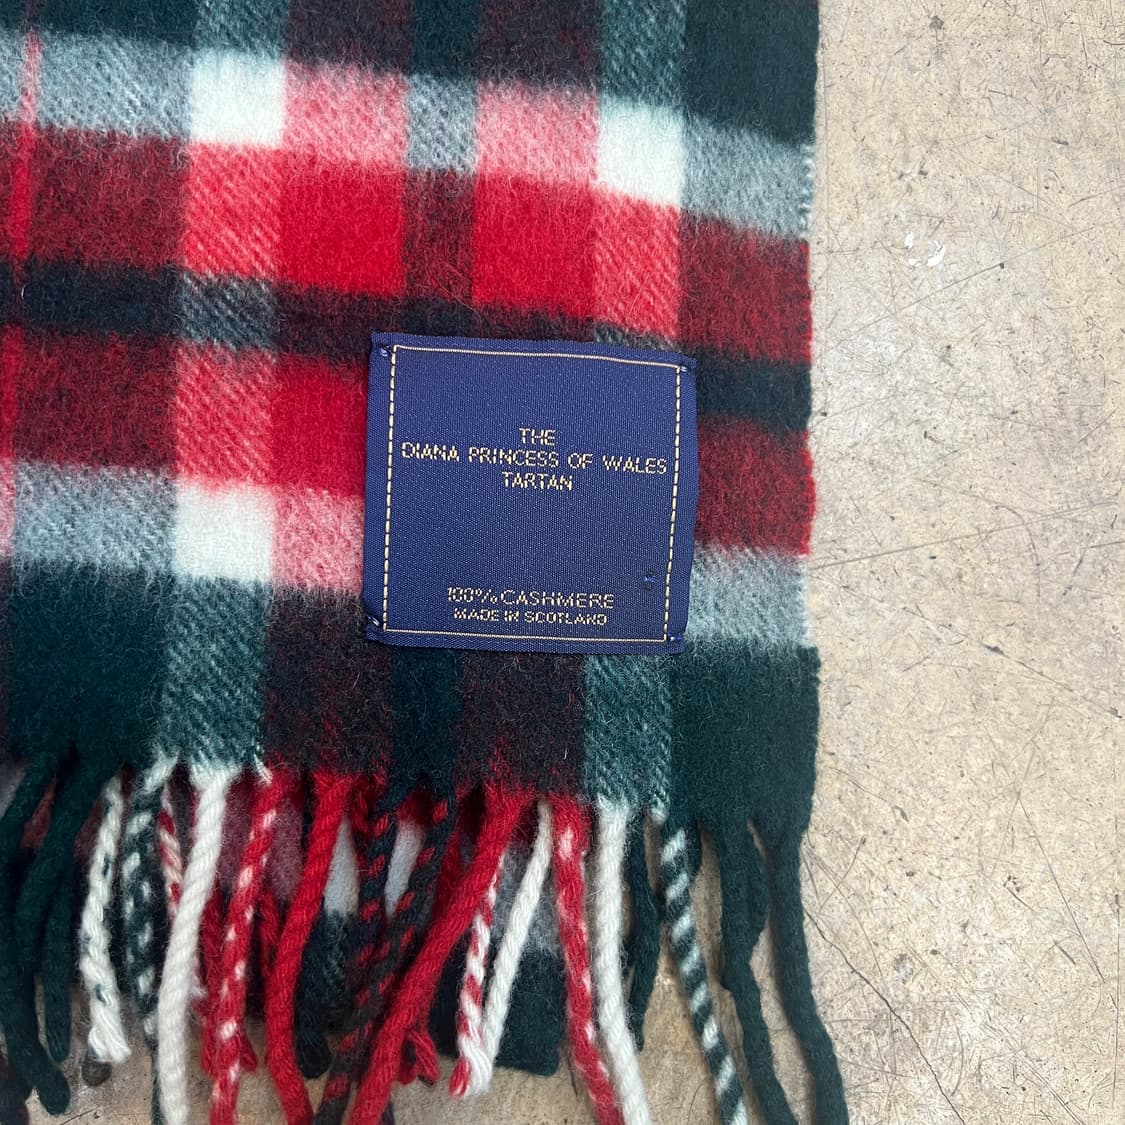 THE
DIANA PRINCESS OF WALES
TARTAN
100% CASHMERE
MADE IN SCOTLAND